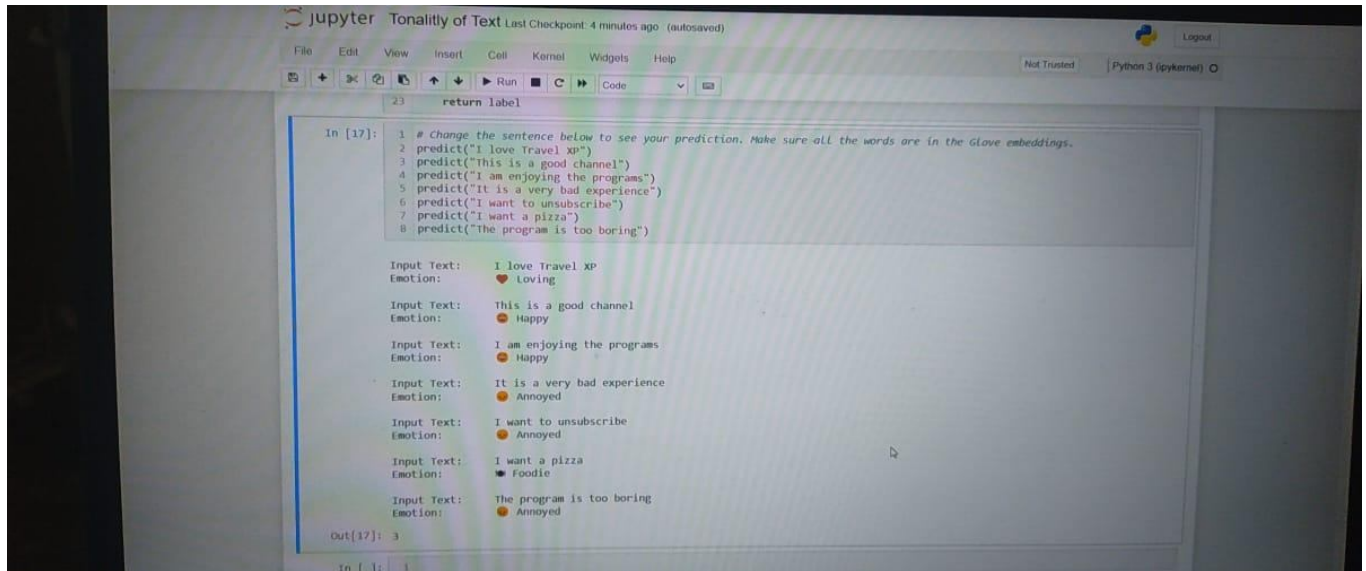 jupyter Tonalitly of Text Last Checkpoint: 4 minutes ago (autosaved)
Logout
File Edit View Insert Cell Kernel Widgets Help
Not Trusted
Python 3 (ipykernel)
Run
Code
23 return label
In [17]:
1 # Change the sentence below to see your prediction. Make sure all the words are in the Glove embeddings.
2 predict("I love Travel XP")
3 predict("This is a good channel")
4 predict("I am enjoying the programs")
5 predict("It is a very bad experience")
6 predict("I want to unsubscribe")
7 predict("I want a pizza")
8 predict("The program is too boring")
Input Text: I love Travel XP
Emotion: ❤ Loving
Input Text: This is a good channel
Emotion: Happy
Input Text: I am enjoying the programs
Emotion: Happy
Input Text: It is a very bad experience
Emotion: Annoyed
Input Text: I want to unsubscribe
Emotion: Annoyed
Input Text: I want a pizza
Emotion: Foodie
Input Text: The program is too boring
Emotion: Annoyed
Out[17]: 3
In [ ]: 1